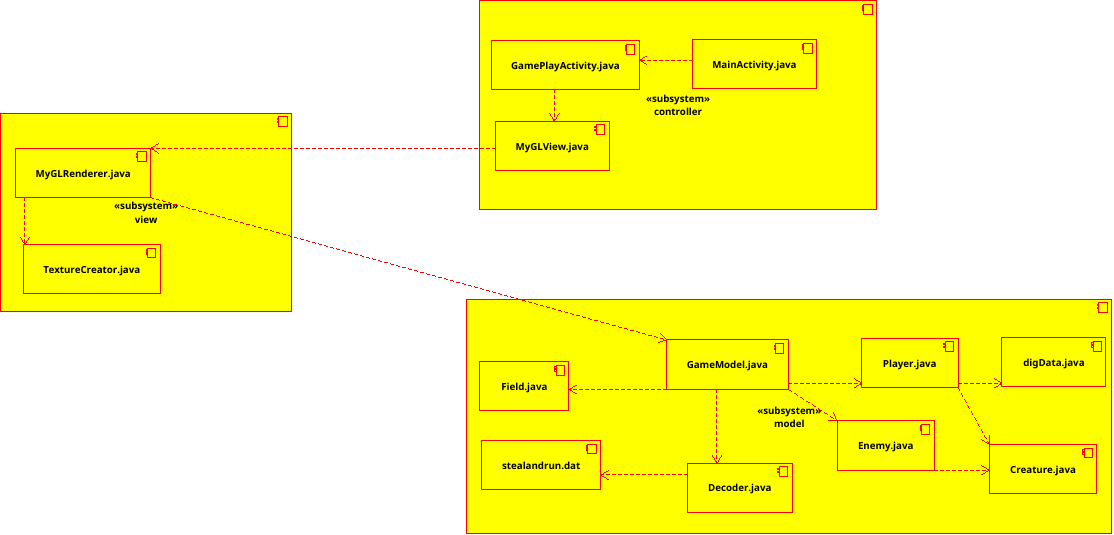 GamePlayActivity.java
MainActivity.java
«subsystem»
controller
MyGLView.java
MyGLRenderer.java
«subsystem»
view
TextureCreator.java
GameModel.java
Player.java
digData.java
Field.java
«subsystem»
model
Enemy.java
stealandrun.dat
Decoder.java
Creature.java